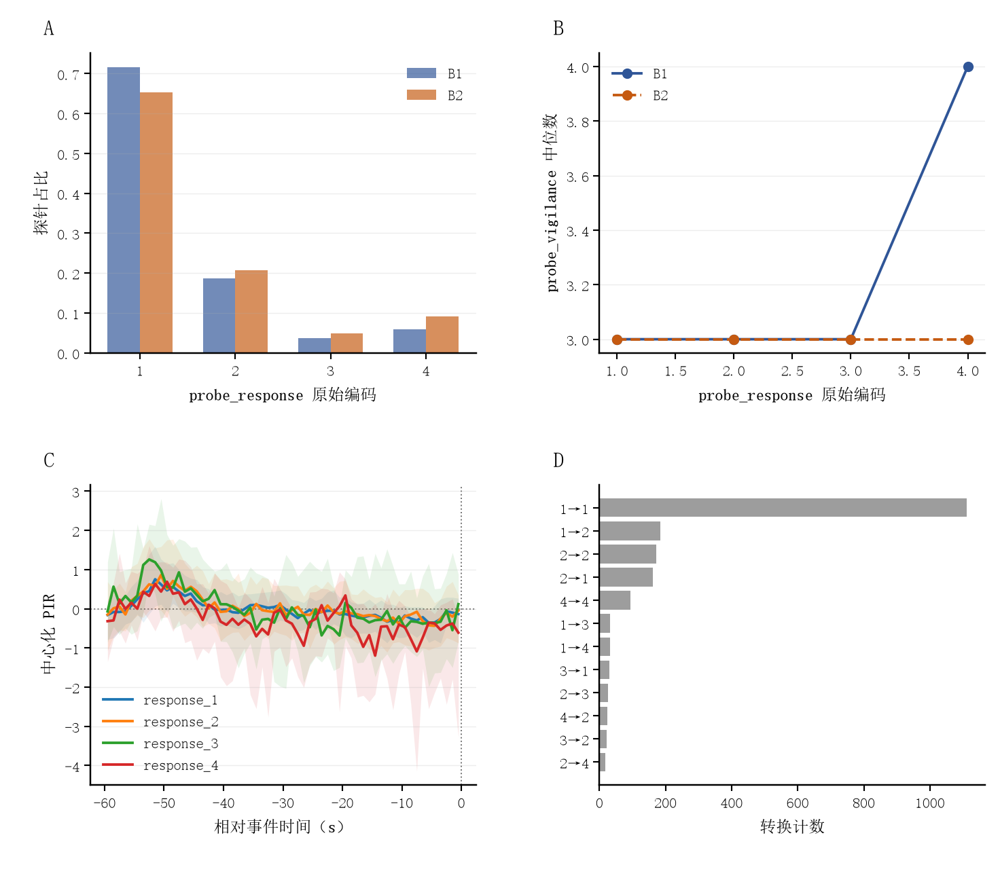 A
0.7
0.6
0.5
0.4
0.3
0.2
0.1
0.0
探针占比
B1
B2
1 2 3 4
probe_response 原始编码
B
4.0
3.8
3.6
3.4
3.2
3.0
probe_vigilance 中位数
B1
B2
1.0 1.5 2.0 2.5 3.0 3.5 4.0
probe_response 原始编码
C
3
2
1
0
-1
-2
-3
-4
中心化 PIR
response_1
response_2
response_3
response_4
-60 -50 -40 -30 -20 -10 0
相对事件时间（s）
D
1→1
1→2
2→2
2→1
4→4
1→3
1→4
3→1
2→3
4→2
3→2
2→4
0 200 400 600 800 1000
转换计数